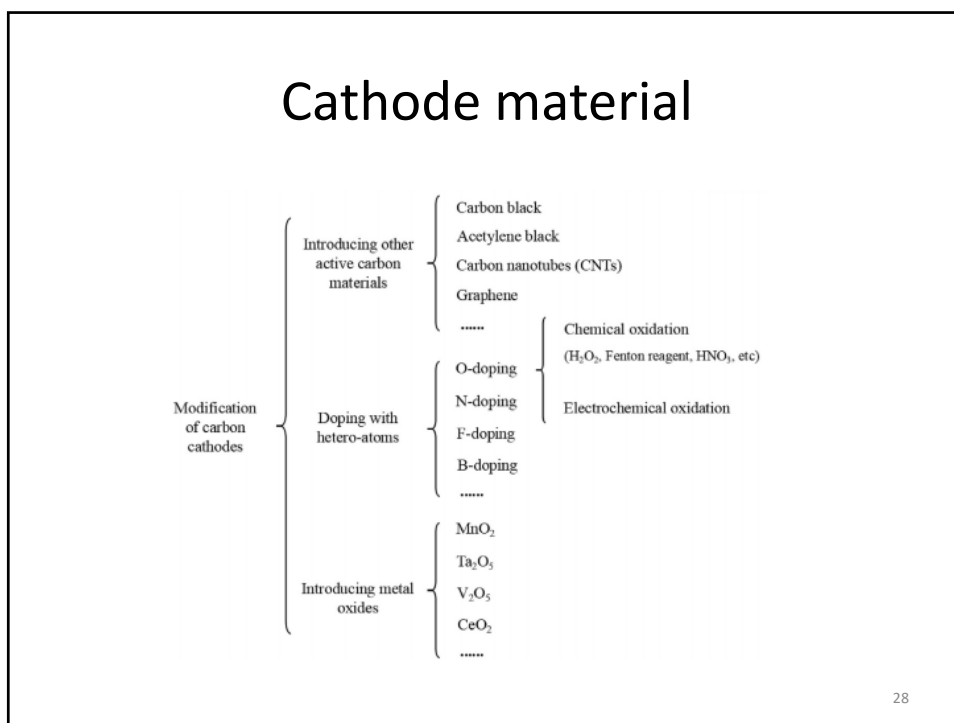 Cathode material
Carbon black
Acetylene black
Carbon nanotubes (CNTs)
Graphene
......
Introducing other
active carbon
materials
Chemical oxidation
(H₂O₂, Fenton reagent, HNO₃, etc)
Electrochemical oxidation
O-doping
N-doping
F-doping
B-doping
......
Doping with
hetero-atoms
Modification
of carbon
cathodes
MnO₂
Ta₂O₅
V₂O₅
CeO₂
......
Introducing metal
oxides
28